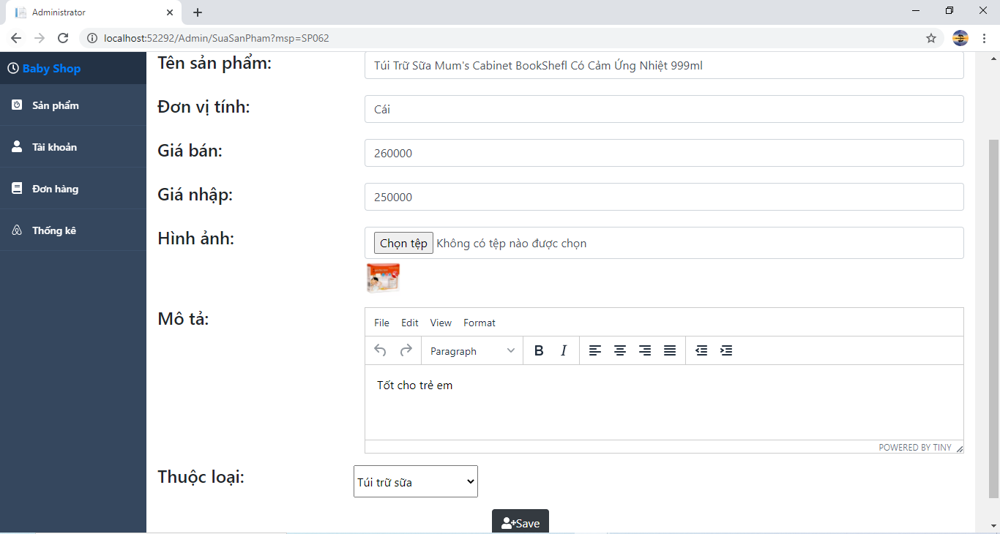 Administrator
localhost:52292/Admin/SuaSanPham?msp=SP062
Baby Shop
Sản phẩm
Tài khoản
Đơn hàng
Thống kê
Tên sản phẩm:
Túi Trữ Sữa Mum's Cabinet BookShefl Có Cảm Ứng Nhiệt 999ml
Đơn vị tính:
Cái
Giá bán:
260000
Giá nhập:
250000
Hình ảnh:
Chọn tệp Không có tệp nào được chọn
Mô tả:
File Edit View Format
Paragraph B I
Tốt cho trẻ em
POWERED BY TINY
Thuộc loại:
Túi trữ sữa
Save